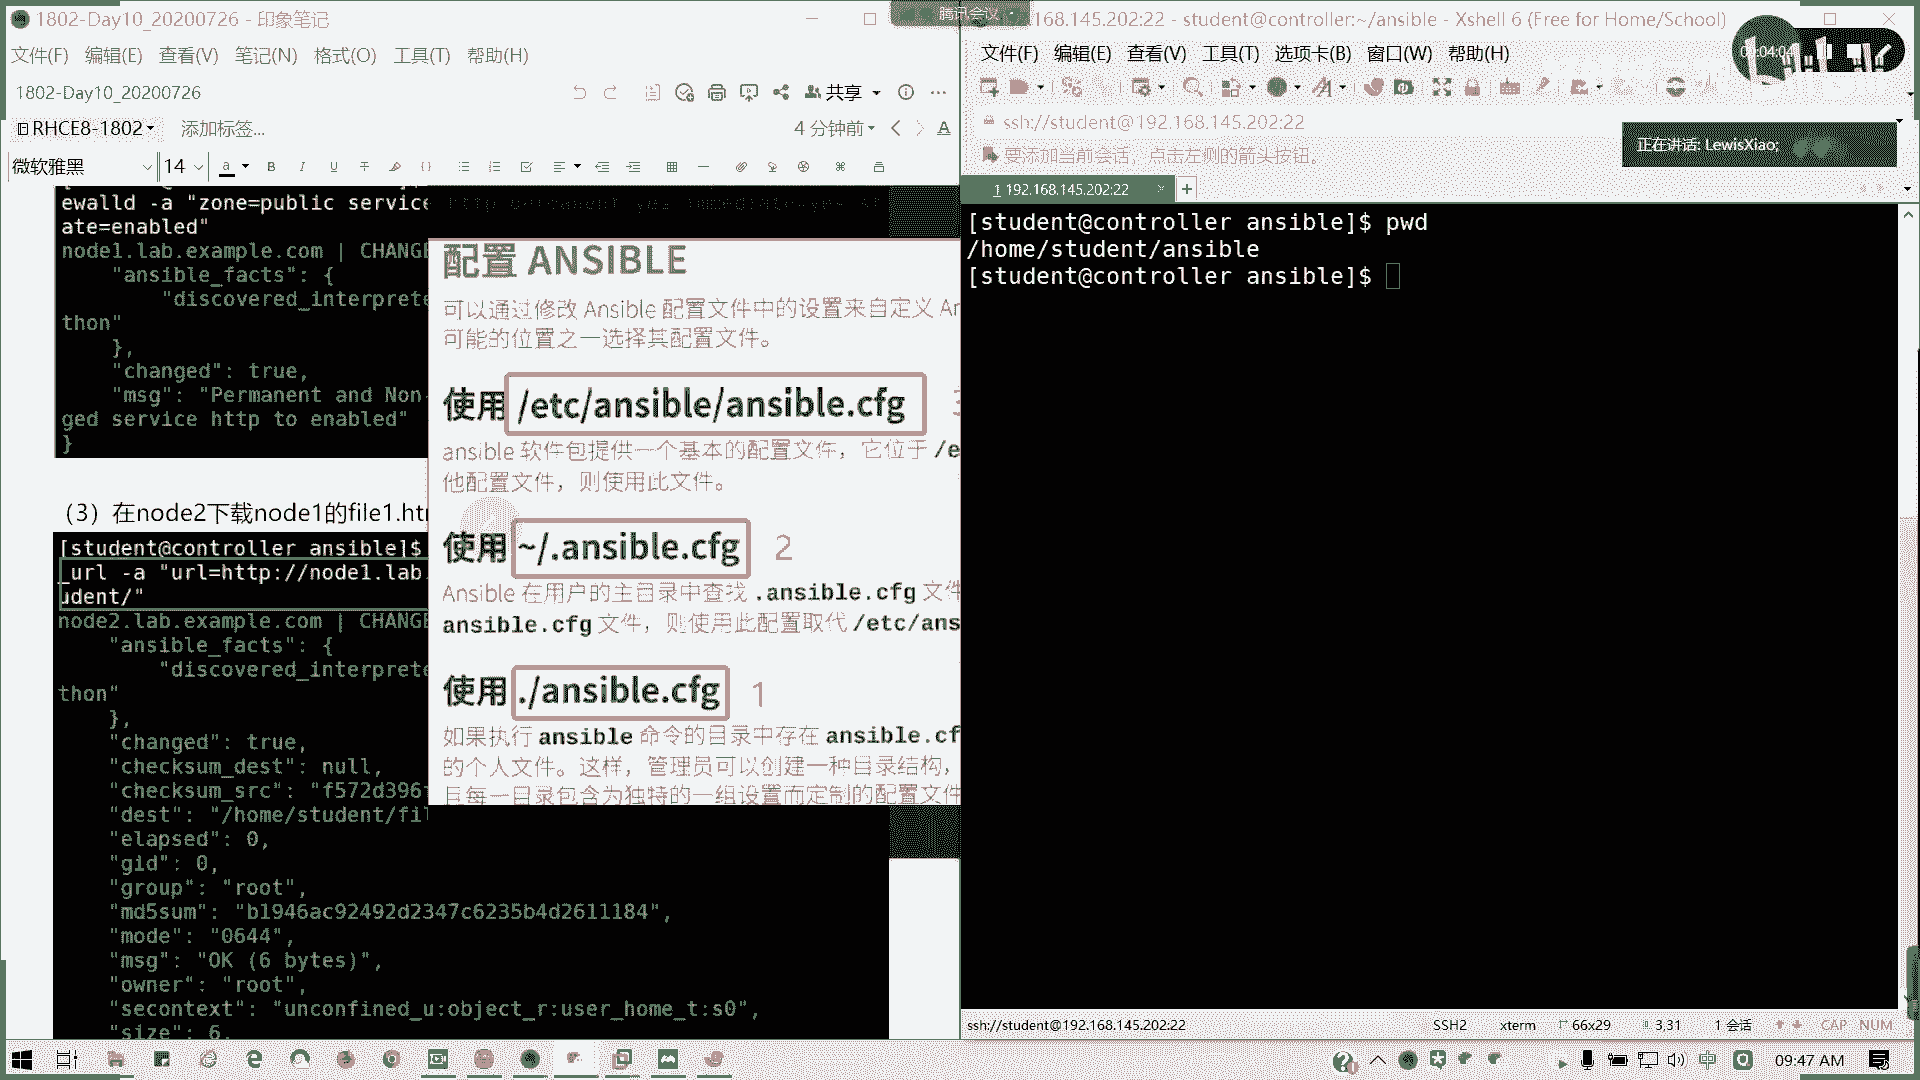 1802-Day10_20200726 - 印象笔记
文件(F) 编辑(E) 查看(V) 笔记(N) 格式(O) 工具(T) 帮助(H)
1802-Day10_20200726
共享
RHCE8-1802
添加标签...
4 分钟前
微软雅黑
14
ewalld -a "zone=public service
ate=enabled"
node1.lab.example.com | CHANGE
"ansible_facts": {
"discovered_interprete
thon"
},
"changed": true,
"msg": "Permanent and Non-
ged service http to enabled"
}
（3）在node2下载node1的file1.htm
[student@controller ansible]$
_url -a "url=http://node1.lab.
udent/"
node2.lab.example.com | CHANGE
"ansible_facts": {
"discovered_interprete
thon"
},
"changed": true,
"checksum_dest": null,
"checksum_src": "f572d396f
"dest": "/home/student/fil
"elapsed": 0,
"gid": 0,
"group": "root",
"md5sum": "b1946ac92492d2347c6235b4d2611184",
"mode": "0644",
"msg": "OK (6 bytes)",
"owner": "root",
"secontext": "unconfined_u:object_r:user_home_t:s0",
"size": 6,
配置 ANSIBLE
可以通过修改 Ansible 配置文件中的设置来自定义 An
可能的位置之一选择其配置文件。
使用 /etc/ansible/ansible.cfg
3
ansible 软件包提供一个基本的配置文件，它位于 /e
他配置文件，则使用此文件。
使用 ~/.ansible.cfg 2
Ansible 在用户的主目录中查找 .ansible.cfg 文件
ansible.cfg 文件，则使用此配置取代 /etc/ans
使用 ./ansible.cfg 1
如果执行 ansible 命令的目录中存在 ansible.cf
的个人文件。这样，管理员可以创建一种目录结构，
且每一目录包含为独特的一组设置而定制的配置文件
腾讯会议
.168.145.202:22 - student@controller:~/ansible - Xshell 6 (Free for Home/School)
文件(F) 编辑(E) 查看(V) 工具(T) 选项卡(B) 窗口(W) 帮助(H)
00:04:04
ssh://student@192.168.145.202:22
要添加当前会话，点击左侧的箭头按钮。
正在讲话: LewisXiao;
1 192.168.145.202:22
[student@controller ansible]$ pwd
/home/student/ansible
[student@controller ansible]$
ssh://student@192.168.145.202:22
SSH2
xterm
66x29
3,31
1 会话
CAP NUM
中
09:47 AM